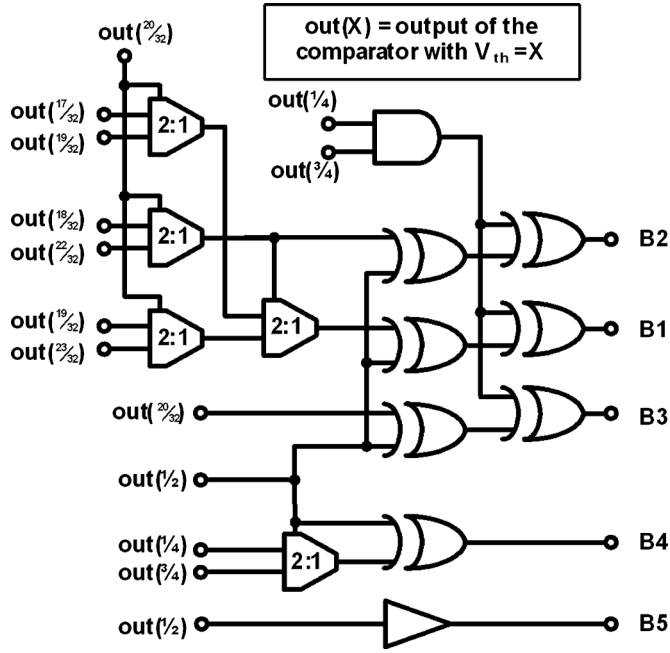 out(20/32)
out(X) = output of the
comparator with Vth =X
out(17/32)
out(19/32)
2:1
out(1/4)
out(3/4)
out(18/32)
out(22/32)
2:1
B2
out(19/32)
out(23/32)
2:1
2:1
B1
out(20/32)
B3
out(1/2)
out(1/4)
out(3/4)
2:1
B4
out(1/2)
B5